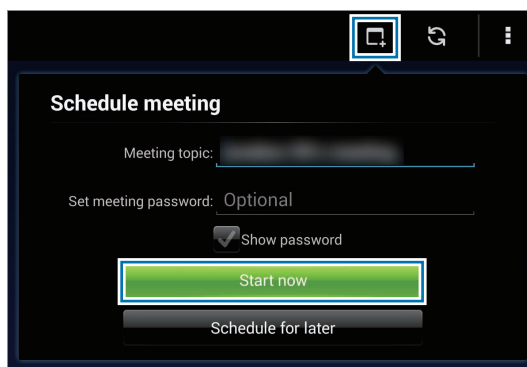 Schedule meeting
Meeting topic:
Set meeting password: Optional
Show password
Start now
Schedule for later